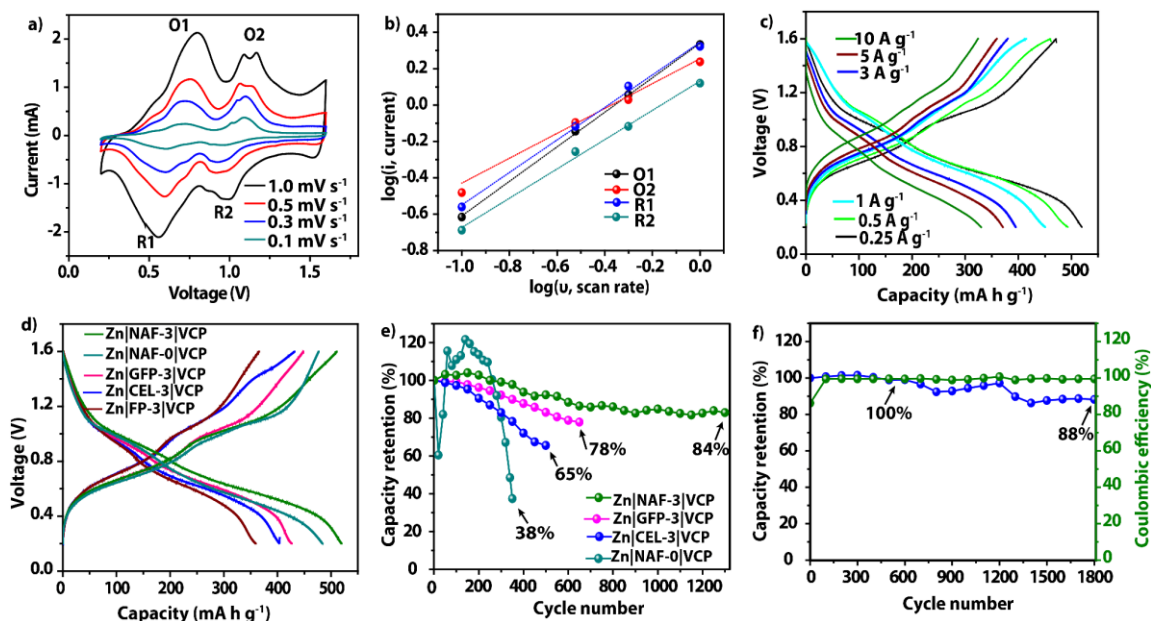 a)
O1
O2
R1
R2
1.0 mV s⁻¹
0.5 mV s⁻¹
0.3 mV s⁻¹
0.1 mV s⁻¹
Current (mA)
2
1
0
-1
-2
0.0 0.5 1.0 1.5
Voltage (V)
b)
log(i, current)
0.4
0.2
0.0
-0.2
-0.4
-0.6
-0.8
O1
O2
R1
R2
-1.0 -0.8 -0.6 -0.4 -0.2 0.0
log(υ, scan rate)
c)
Voltage (V)
1.6
1.2
0.8
0.4
0.2
10 A g⁻¹
5 A g⁻¹
3 A g⁻¹
1 A g⁻¹
0.5 A g⁻¹
0.25 A g⁻¹
0 100 200 300 400 500
Capacity (mA h g⁻¹)
d)
Zn|NAF-3|VCP
Zn|NAF-0|VCP
Zn|GFP-3|VCP
Zn|CEL-3|VCP
Zn|FP-3|VCP
Voltage (V)
1.6
1.2
0.8
0.4
0.0
0 100 200 300 400 500
Capacity (mA h g⁻¹)
e)
Capacity retention (%)
120
100
80
60
40
20
0
78%
84%
65%
38%
Zn|NAF-3|VCP
Zn|GFP-3|VCP
Zn|CEL-3|VCP
Zn|NAF-0|VCP
0 200 400 600 800 1000 1200
Cycle number
f)
Capacity retention (%)
120
100
80
60
40
20
0
100%
88%
Coulombic efficiency (%)
120
100
80
60
40
20
0
0 300 600 900 1200 1500 1800
Cycle number